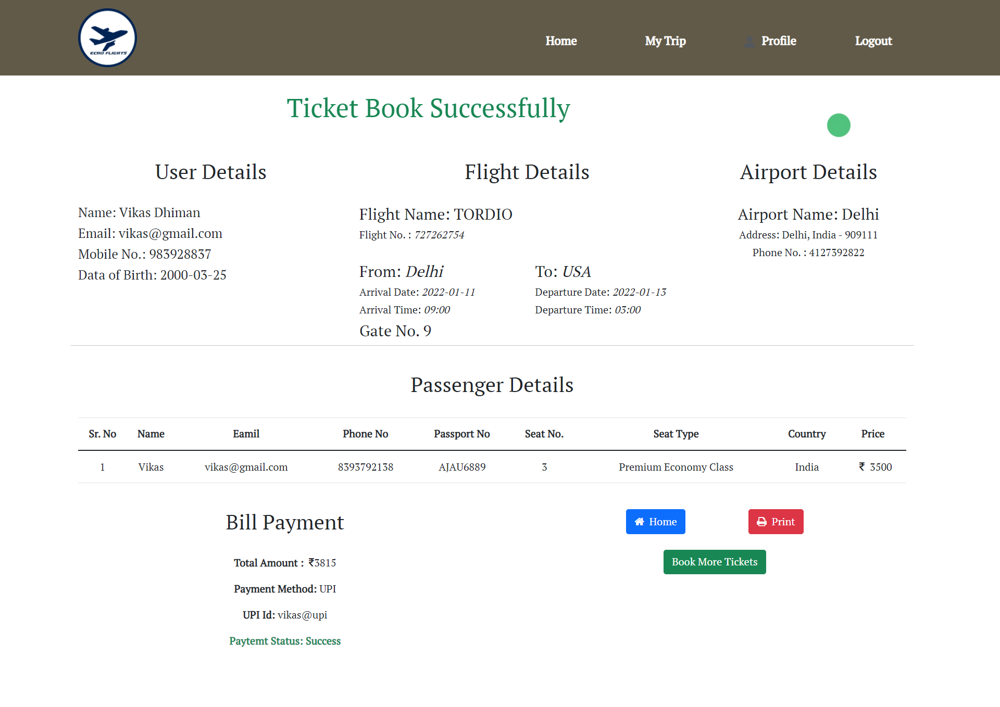 ECHO FLIGHTS
Home My Trip Profile Logout
Ticket Book Successfully
User Details
Name: Vikas Dhiman
Email: vikas@gmail.com
Mobile No.: 983928837
Data of Birth: 2000-03-25
Flight Details
Flight Name: TORDIO
Flight No. : 727262754
From: Delhi
Arrival Date: 2022-01-11
Arrival Time: 09:00
To: USA
Departure Date: 2022-01-13
Departure Time: 03:00
Gate No. 9
Airport Details
Airport Name: Delhi
Address: Delhi, India - 909111
Phone No. : 4127392822
Passenger Details
Sr. No Name Eamil Phone No Passport No Seat No. Seat Type Country Price
1 Vikas vikas@gmail.com 8393792138 AJAU6889 3 Premium Economy Class India ₹ 3500
Bill Payment
Total Amount : ₹3815
Payment Method: UPI
UPI Id: vikas@upi
Paytemt Status: Success
Home Print
Book More Tickets